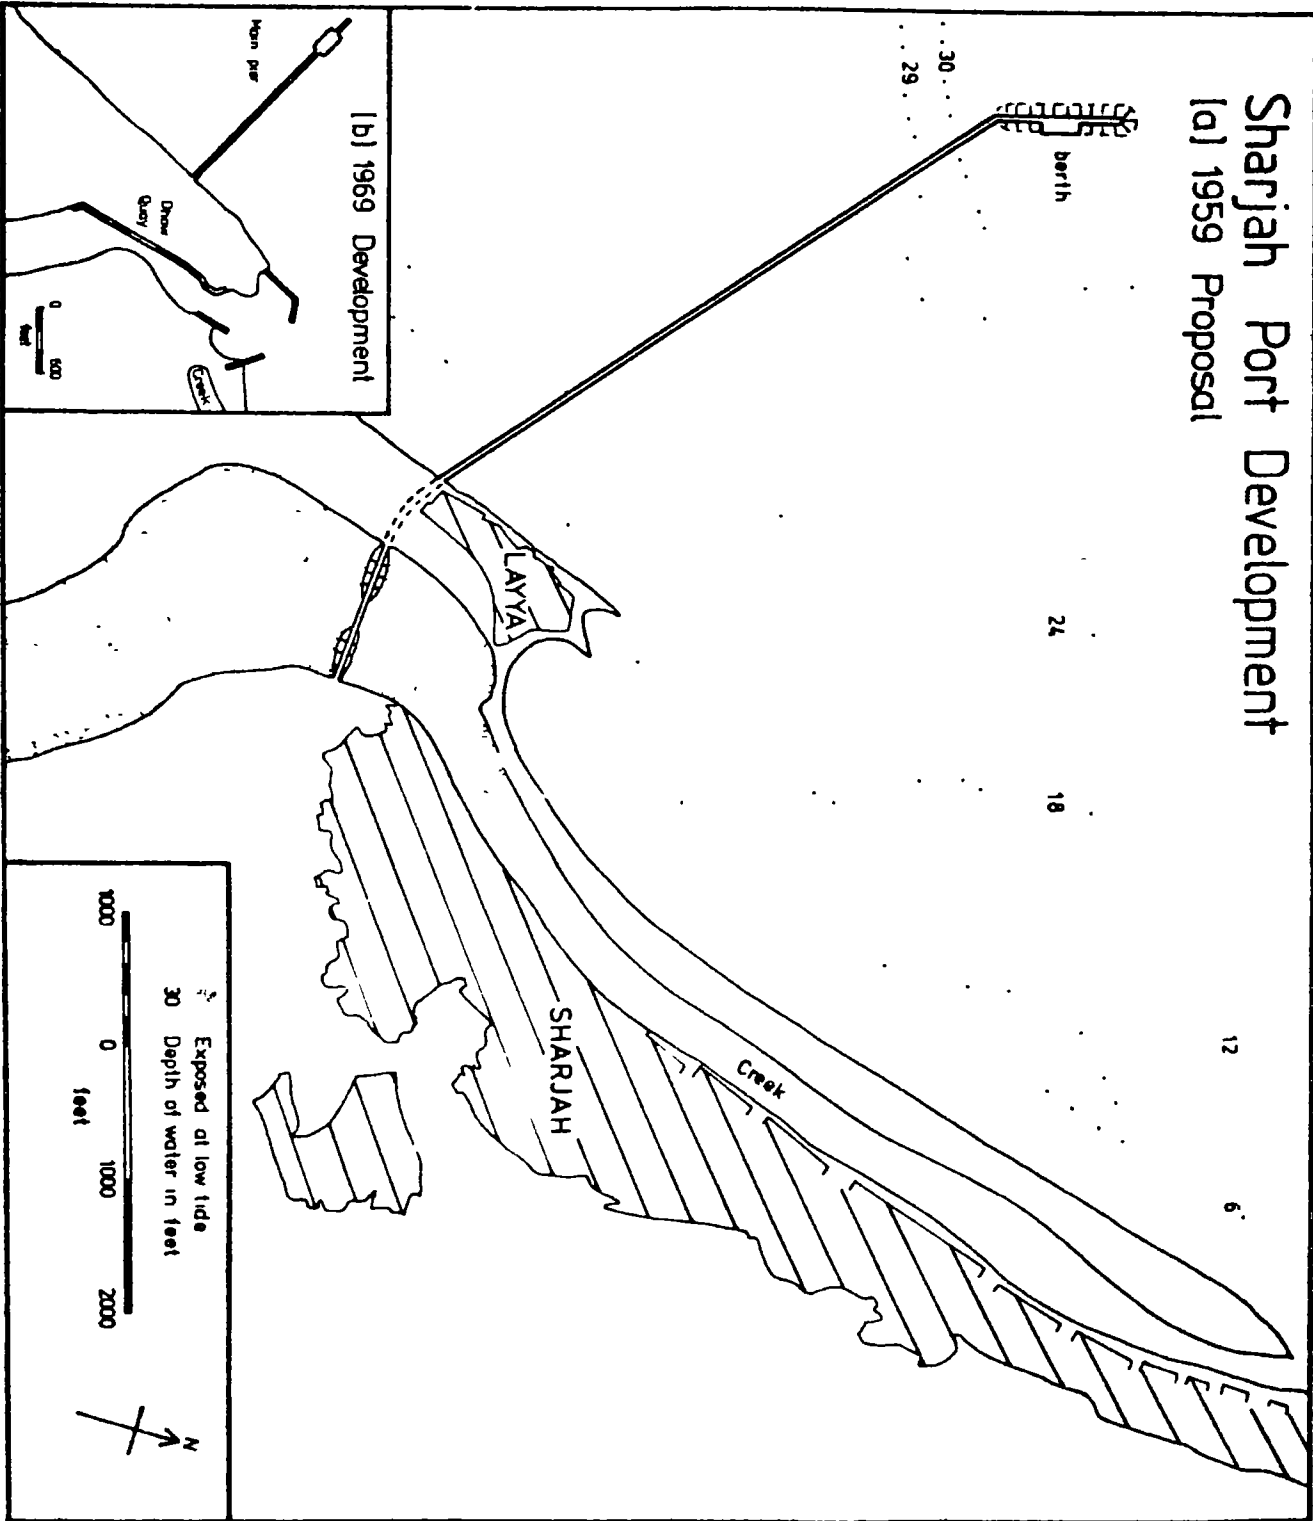 Sharjah Port Development
(a) 1959 Proposal
berth
30
29
24
18
12
6
LAYYA
SHARJAH
Creek
(b) 1969 Development
Main pier
Dhow
Quay
Creek
0 600
feet
Exposed at low tide
30 Depth of water in feet
1000 0 1000 2000
feet
N